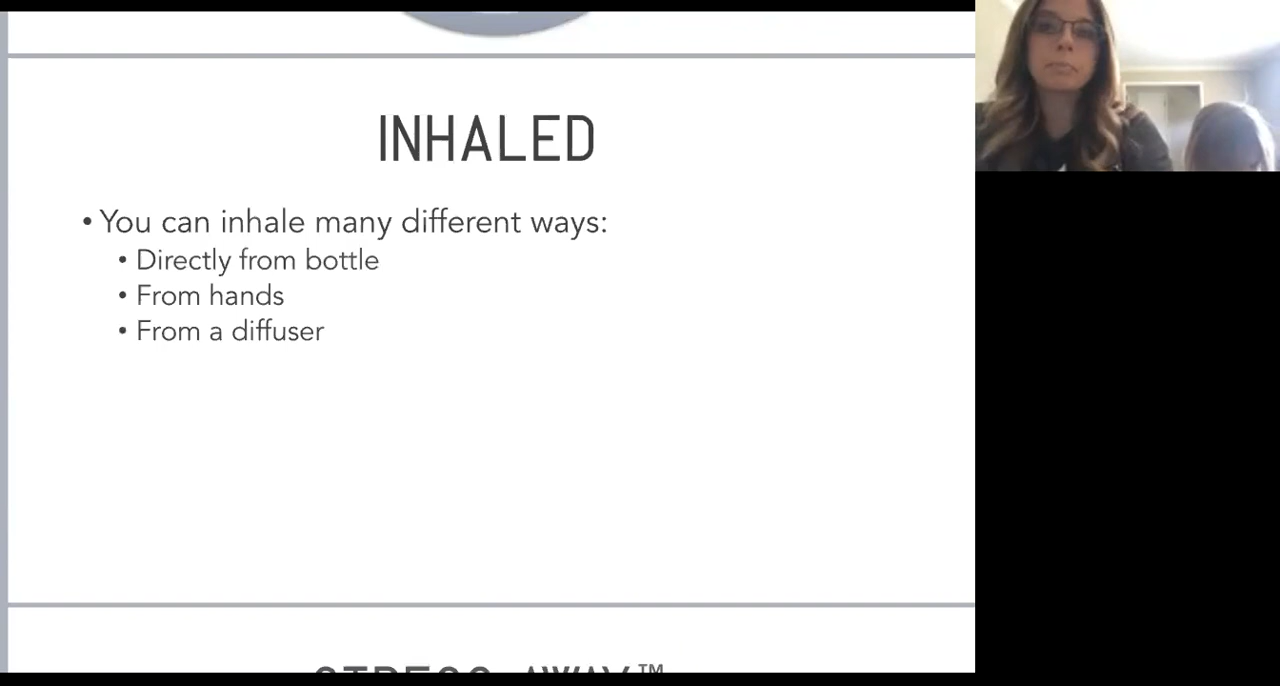 INHALED
• You can inhale many different ways:
• Directly from bottle
• From hands
• From a diffuser
STRESS AWAY™